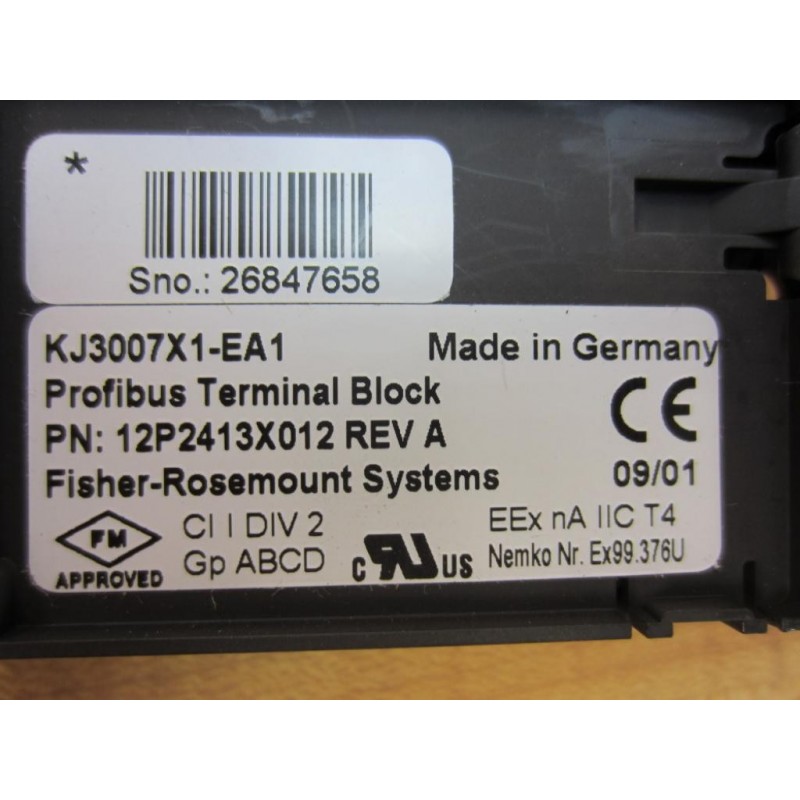 *
Sno.: 26847658
KJ3007X1-EA1 Made in Germany
Profibus Terminal Block
PN: 12P2413X012 REV A
Fisher-Rosemount Systems
CE
09/01
FM
APPROVED
CI I DIV 2
Gp ABCD
c RU US
EEx nA IIC T4
Nemko Nr. Ex99.376U